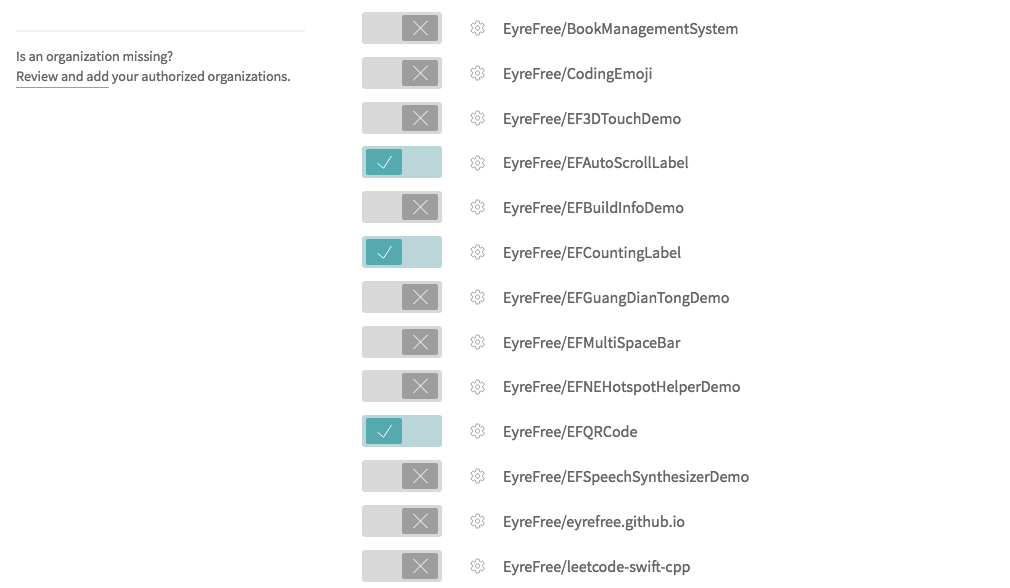 Is an organization missing?
Review and add your authorized organizations.
EyreFree/BookManagementSystem
EyreFree/CodingEmoji
EyreFree/EF3DTouchDemo
EyreFree/EFAutoScrollLabel
EyreFree/EFBuildInfoDemo
EyreFree/EFCountingLabel
EyreFree/EFGuangDianTongDemo
EyreFree/EFMultiSpaceBar
EyreFree/EFNEHotspotHelperDemo
EyreFree/EFQRCode
EyreFree/EFSpeechSynthesizerDemo
EyreFree/eyrefree.github.io
EyreFree/leetcode-swift-cpp